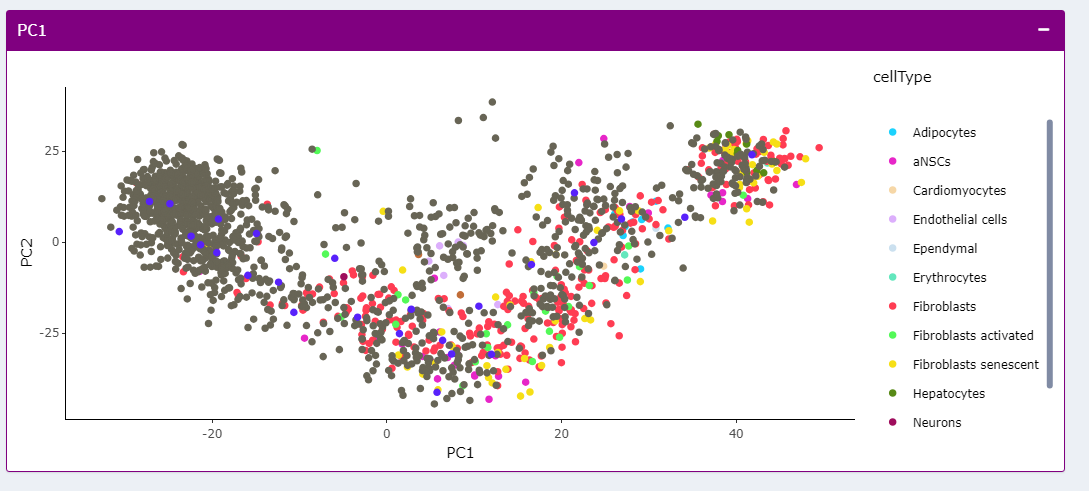 PC1
cellType
Adipocytes
aNSCs
Cardiomyocytes
Endothelial cells
Ependymal
Erythrocytes
Fibroblasts
Fibroblasts activated
Fibroblasts senescent
Hepatocytes
Neurons
25
0
-25
PC2
-20
0
20
40
PC1